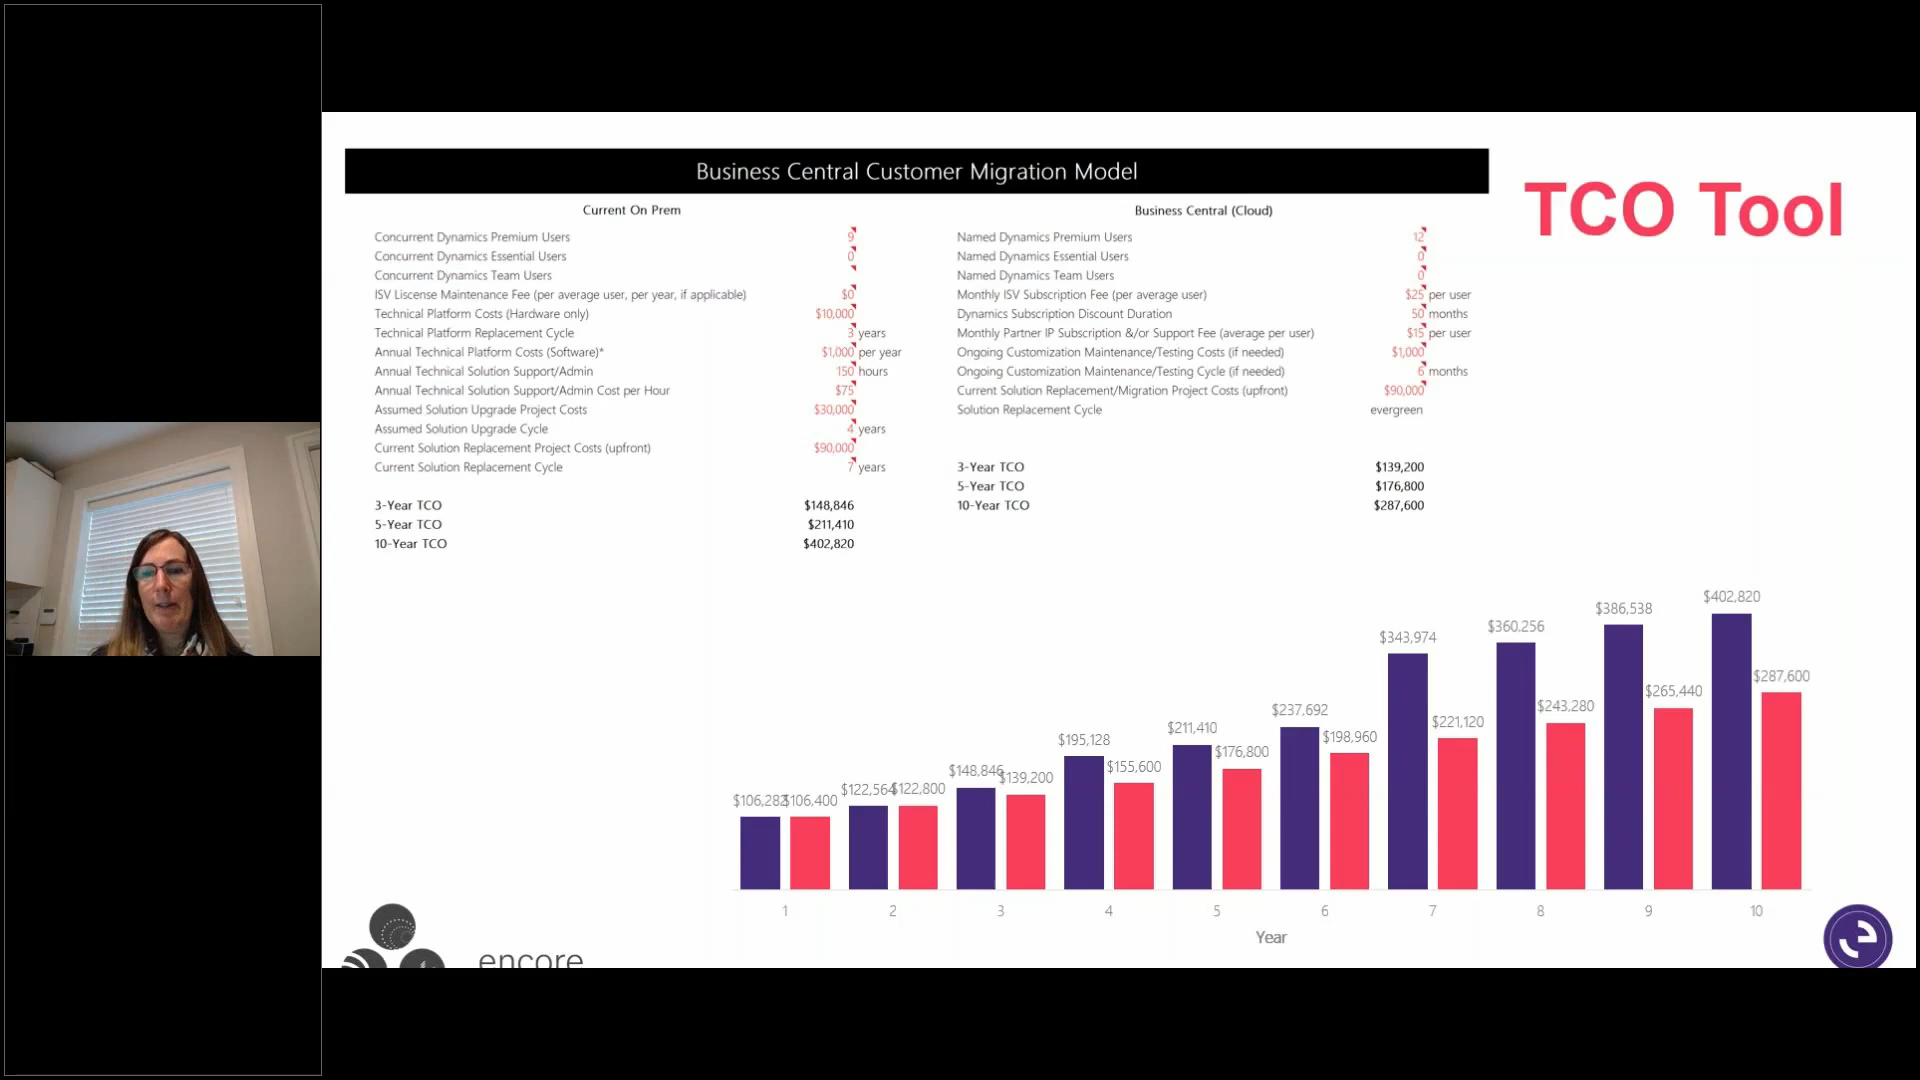 Business Central Customer Migration Model
TCO Tool
Current On Prem
Concurrent Dynamics Premium Users 9
Concurrent Dynamics Essential Users 0
Concurrent Dynamics Team Users
ISV Liscense Maintenance Fee (per average user, per year, if applicable) $0
Technical Platform Costs (Hardware only) $10,000
Technical Platform Replacement Cycle 3 years
Annual Technical Platform Costs (Software)* $1,000 per year
Annual Technical Solution Support/Admin 150 hours
Annual Technical Solution Support/Admin Cost per Hour $75
Assumed Solution Upgrade Project Costs $30,000
Assumed Solution Upgrade Cycle 4 years
Current Solution Replacement Project Costs (upfront) $90,000
Current Solution Replacement Cycle 7 years
3-Year TCO $148,846
5-Year TCO $211,410
10-Year TCO $402,820
Business Central (Cloud)
Named Dynamics Premium Users 12
Named Dynamics Essential Users 0
Named Dynamics Team Users 0
Monthly ISV Subscription Fee (per average user) $25 per user
Dynamics Subscription Discount Duration 50 months
Monthly Partner IP Subscription &/or Support Fee (average per user) $15 per user
Ongoing Customization Maintenance/Testing Costs (if needed) $1,000
Ongoing Customization Maintenance/Testing Cycle (if needed) 6 months
Current Solution Replacement/Migration Project Costs (upfront) $90,000
Solution Replacement Cycle evergreen
3-Year TCO $139,200
5-Year TCO $176,800
10-Year TCO $287,600
$106,282 $106,400
$122,564 $122,800
$148,846 $139,200
$195,128 $155,600
$211,410 $176,800
$237,692 $198,960
$343,974 $221,120
$360,256 $243,280
$386,538 $265,440
$402,820 $287,600
1 2 3 4 5 6 7 8 9 10
Year
encore